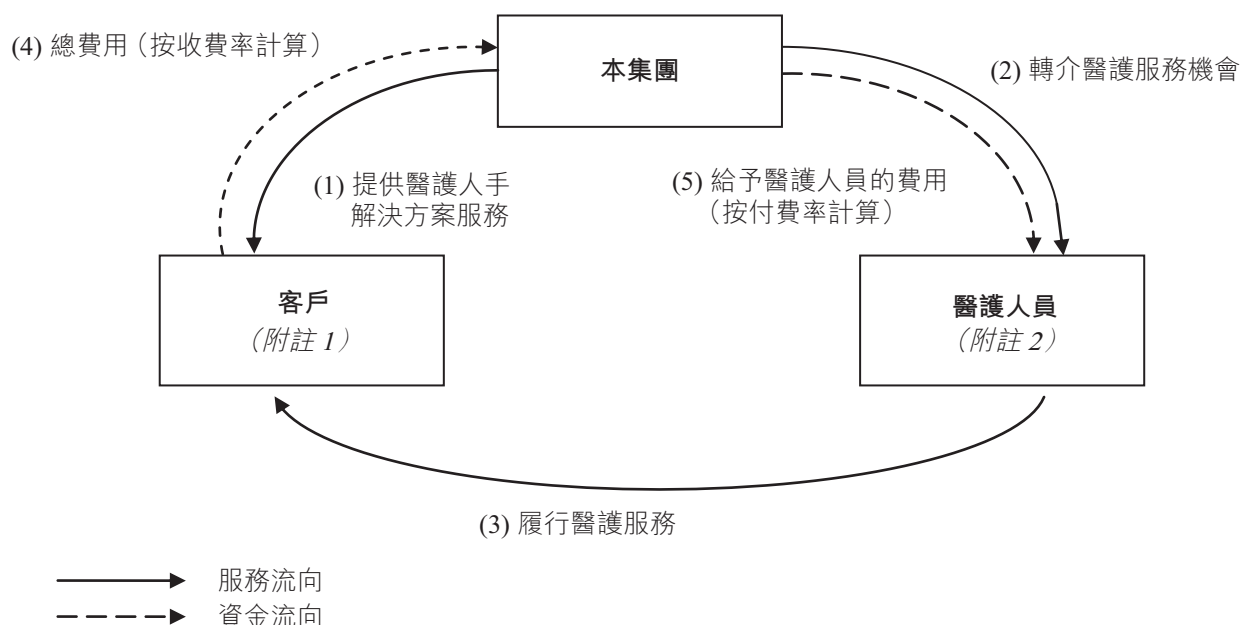 (4) 總費用（按收費率計算）
本集團
(2) 轉介醫護服務機會
(1) 提供醫護人手
解決方案服務
(5) 給予醫護人員的費用
（按付費率計算）
客戶
（附註 1）
醫護人員
（附註 2）
(3) 履行醫護服務
服務流向
資金流向